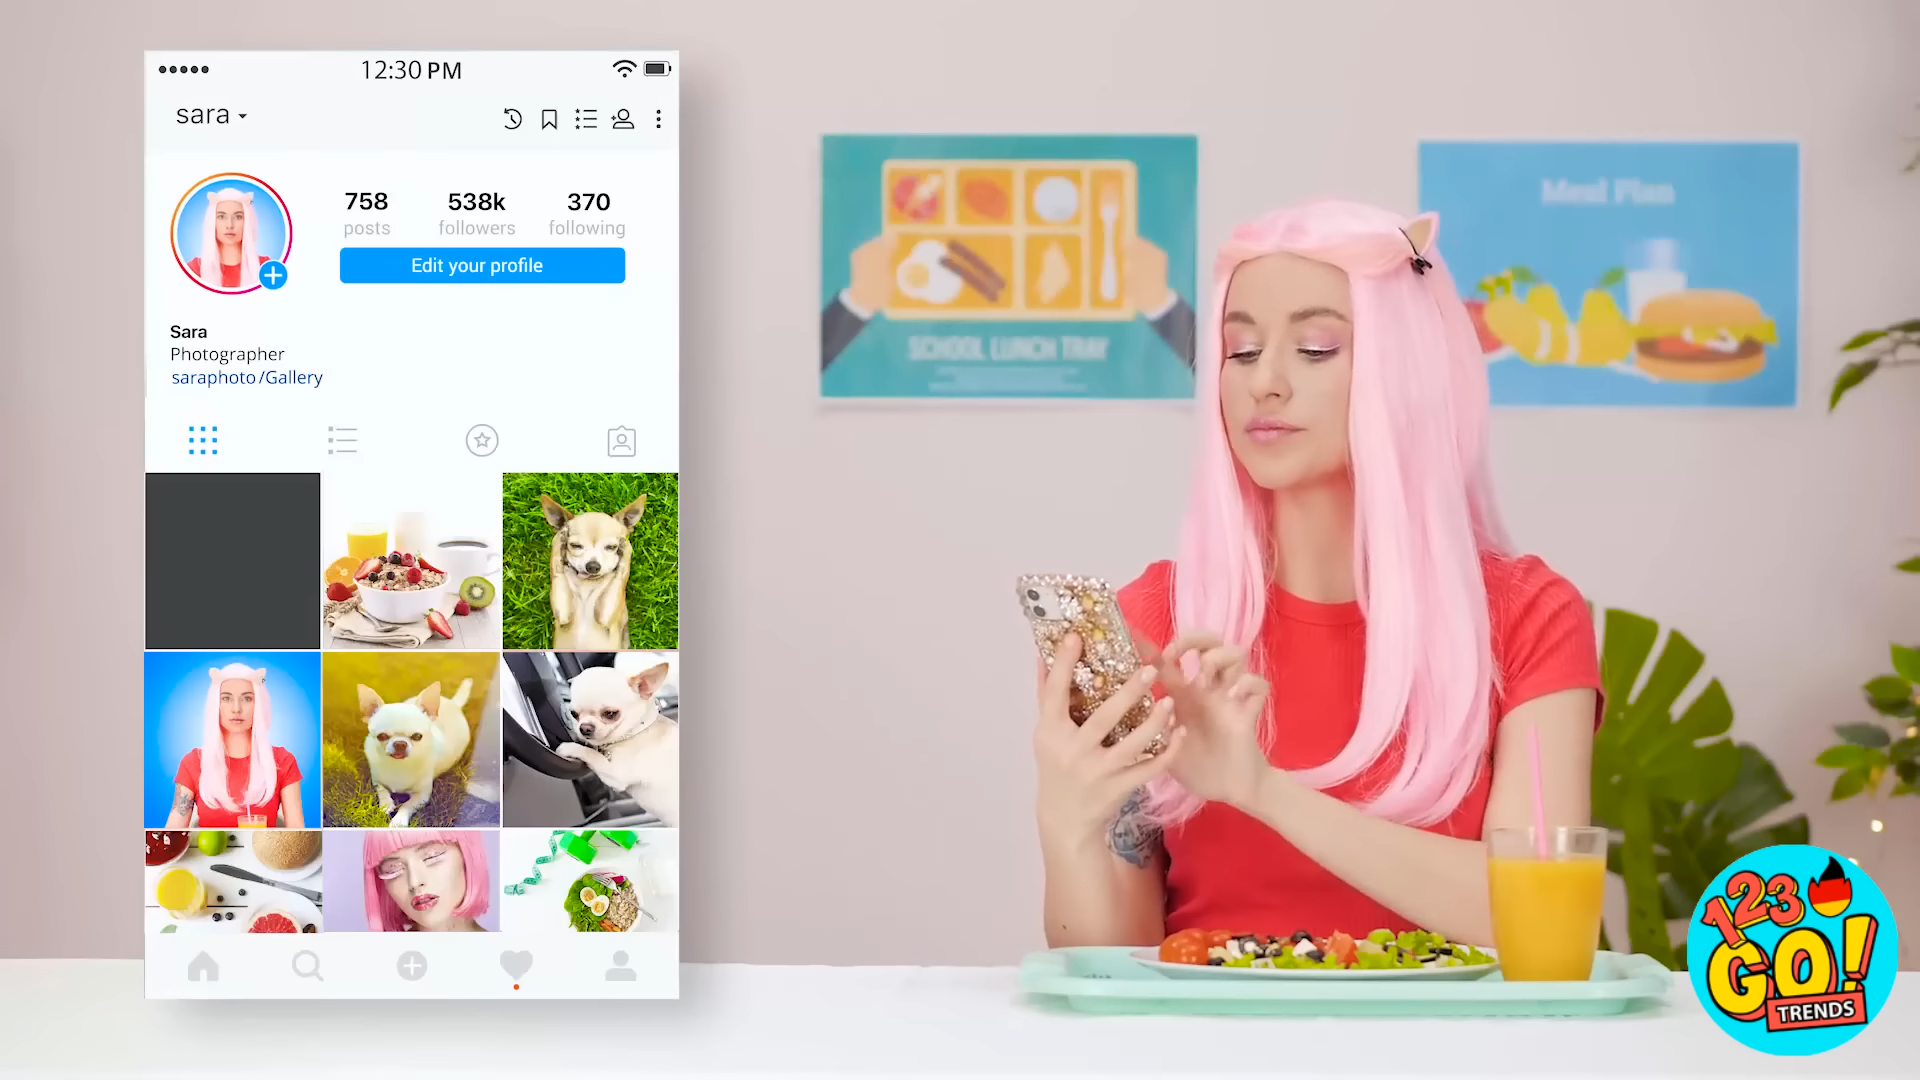 12:30 PM
sara
758
538k
370
posts
followers
following
Edit your profile
Sara
Photographer
saraphoto/Gallery
SCHOOL LUNCH TRAY
Meal Plan
123
GO!
TRENDS